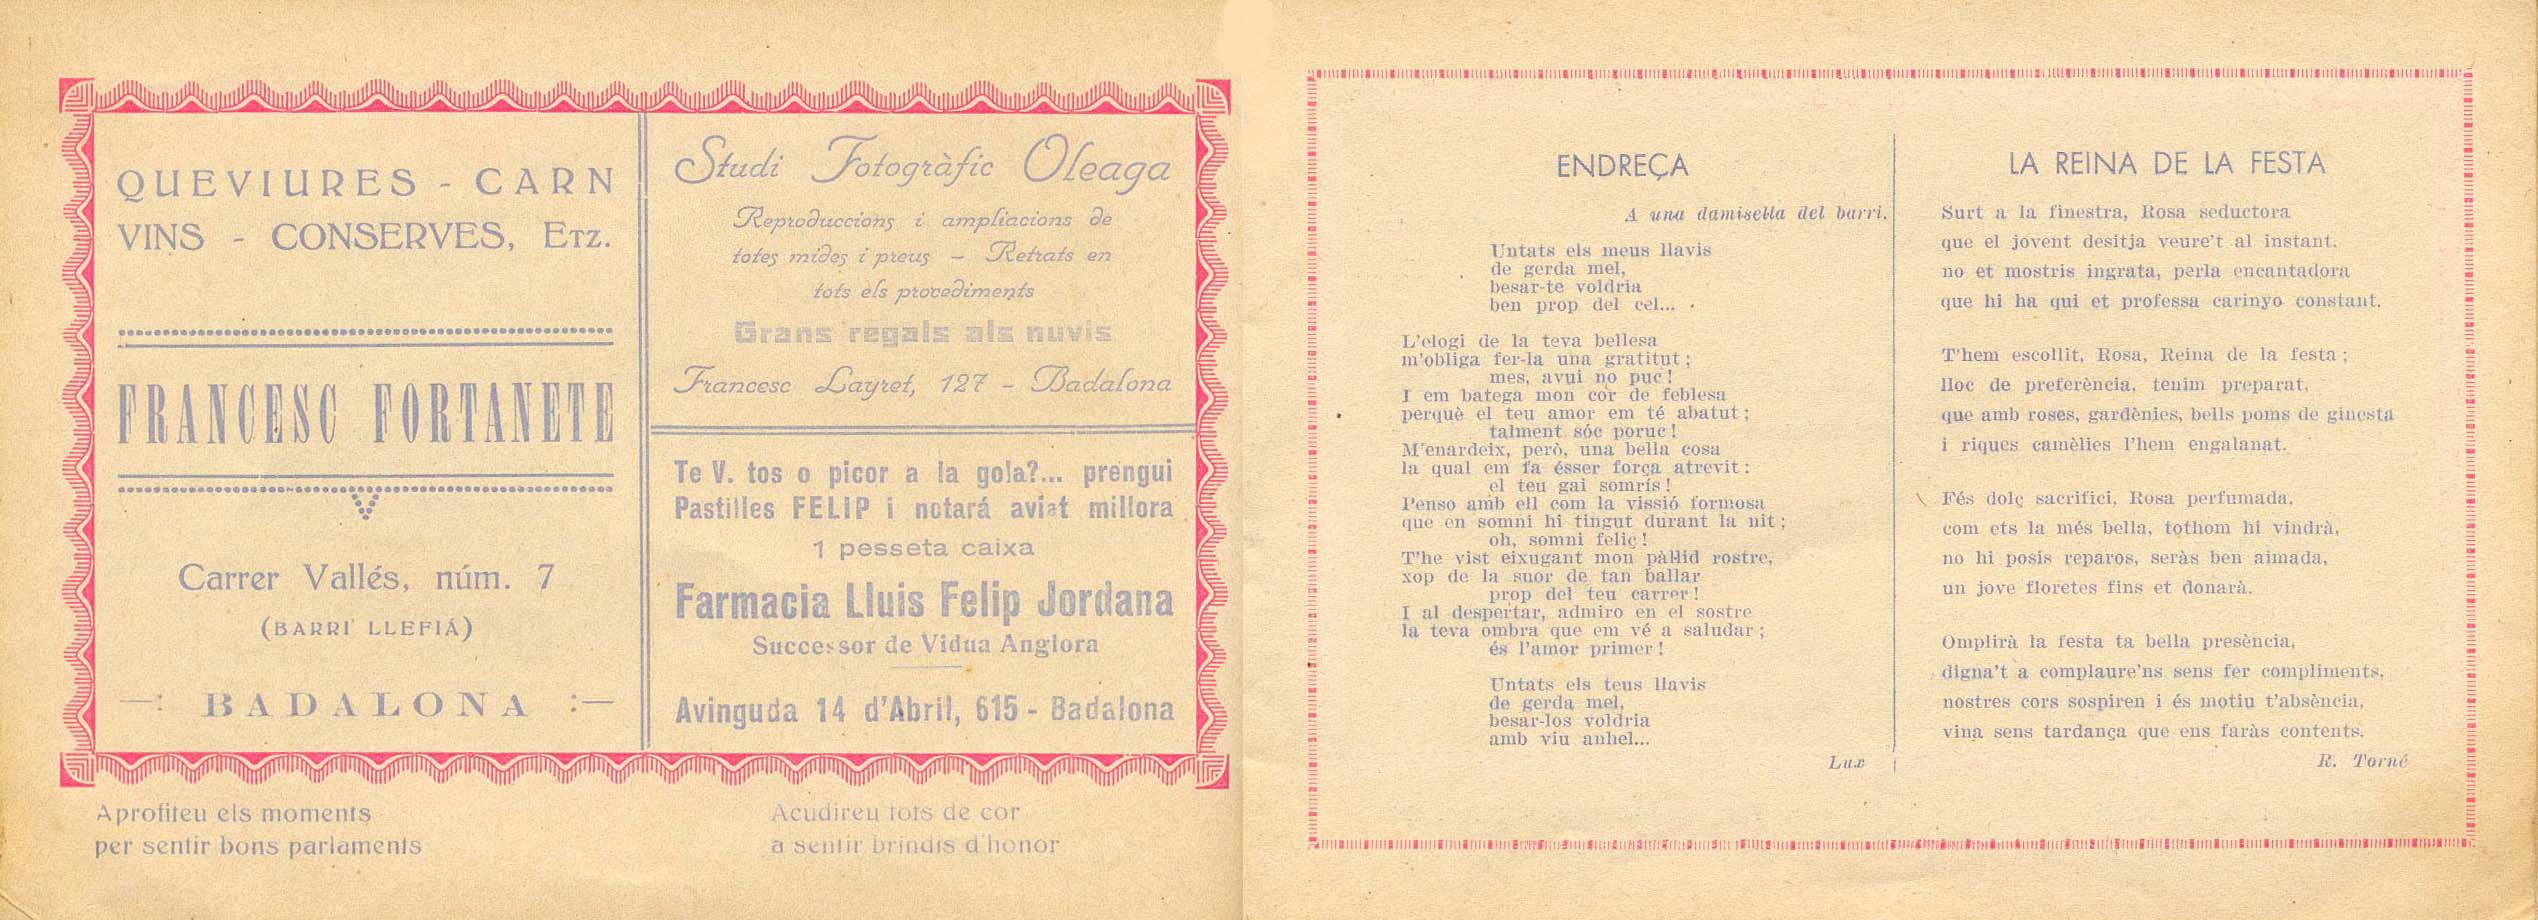 QUEVIURES - CARN
VINS - CONSERVES, ETZ.
FRANCESC FORTANETE
Carrer Vallés, núm. 7
(BARRI LLEFIÁ)
—: BADALONA :—
Studi Fotogràfic Oleaga
Reproduccions i ampliacions de
totes mides i preus — Retrats en
tots els procediments
Grans regals als nuvis
Francesc Layret, 127 - Badalona
Te V. tos o picor a la gola?... prengui
Pastilles FELIP i notará aviat millora
1 pesseta caixa
Farmacia Lluis Felip Jordana
Successor de Vidua Anglora
Avinguda 14 d'Abril, 615 - Badalona
Aprofiteu els moments
per sentir bons parlaments
Acudireu tots de cor
a sentir brindis d'honor
ENDREÇA
A una damisel·la del barri.
Untats els meus llavis
de gerda mel,
besar-te voldria
ben prop del cel...
L'elogi de la teva bellesa
m'obliga fer-la una gratitut;
mes, avui no puc!
I em batega mon cor de feblesa
perquè el teu amor em té abatut;
talment sóc poruc!
M'enardeix, però, una bella cosa
la qual em fa ésser força atrevit:
el teu gai somrís!
Penso amb ell com la vissió formosa
que en somni hi tingut durant la nit;
oh, somni feliç!
T'he vist eixugant mon pàl·lid rostre,
xop de la suor de tan ballar
prop del teu carrer!
I al despertar, admiro en el sostre
la teva ombra que em vé a saludar;
és l'amor primer!
Untats els teus llavis
de gerda mel,
besar-los voldria
amb viu anhel...
Lux
LA REINA DE LA FESTA
Surt a la finestra, Rosa seductora
que el jovent desitja veure't al instant,
no et mostris ingrata, perla encantadora
que hi ha qui et professa carinyo constant.
T'hem escollit, Rosa, Reina de la festa;
lloc de preferència, tenim preparat,
que amb roses, gardènies, bells poms de ginesta
i riques camèlies l'hem engalanat.
Fés dolç sacrifici, Rosa perfumada,
com ets la més bella, tothom hi vindrà,
no hi posis reparos, seràs ben aimada,
un jove floretes fins et donarà.
Omplirà la festa ta bella presència,
digna't a complaure'ns sens fer compliments,
nostres cors sospiren i és motiu t'absència,
vina sens tardança que ens faràs contents.
R. Torné